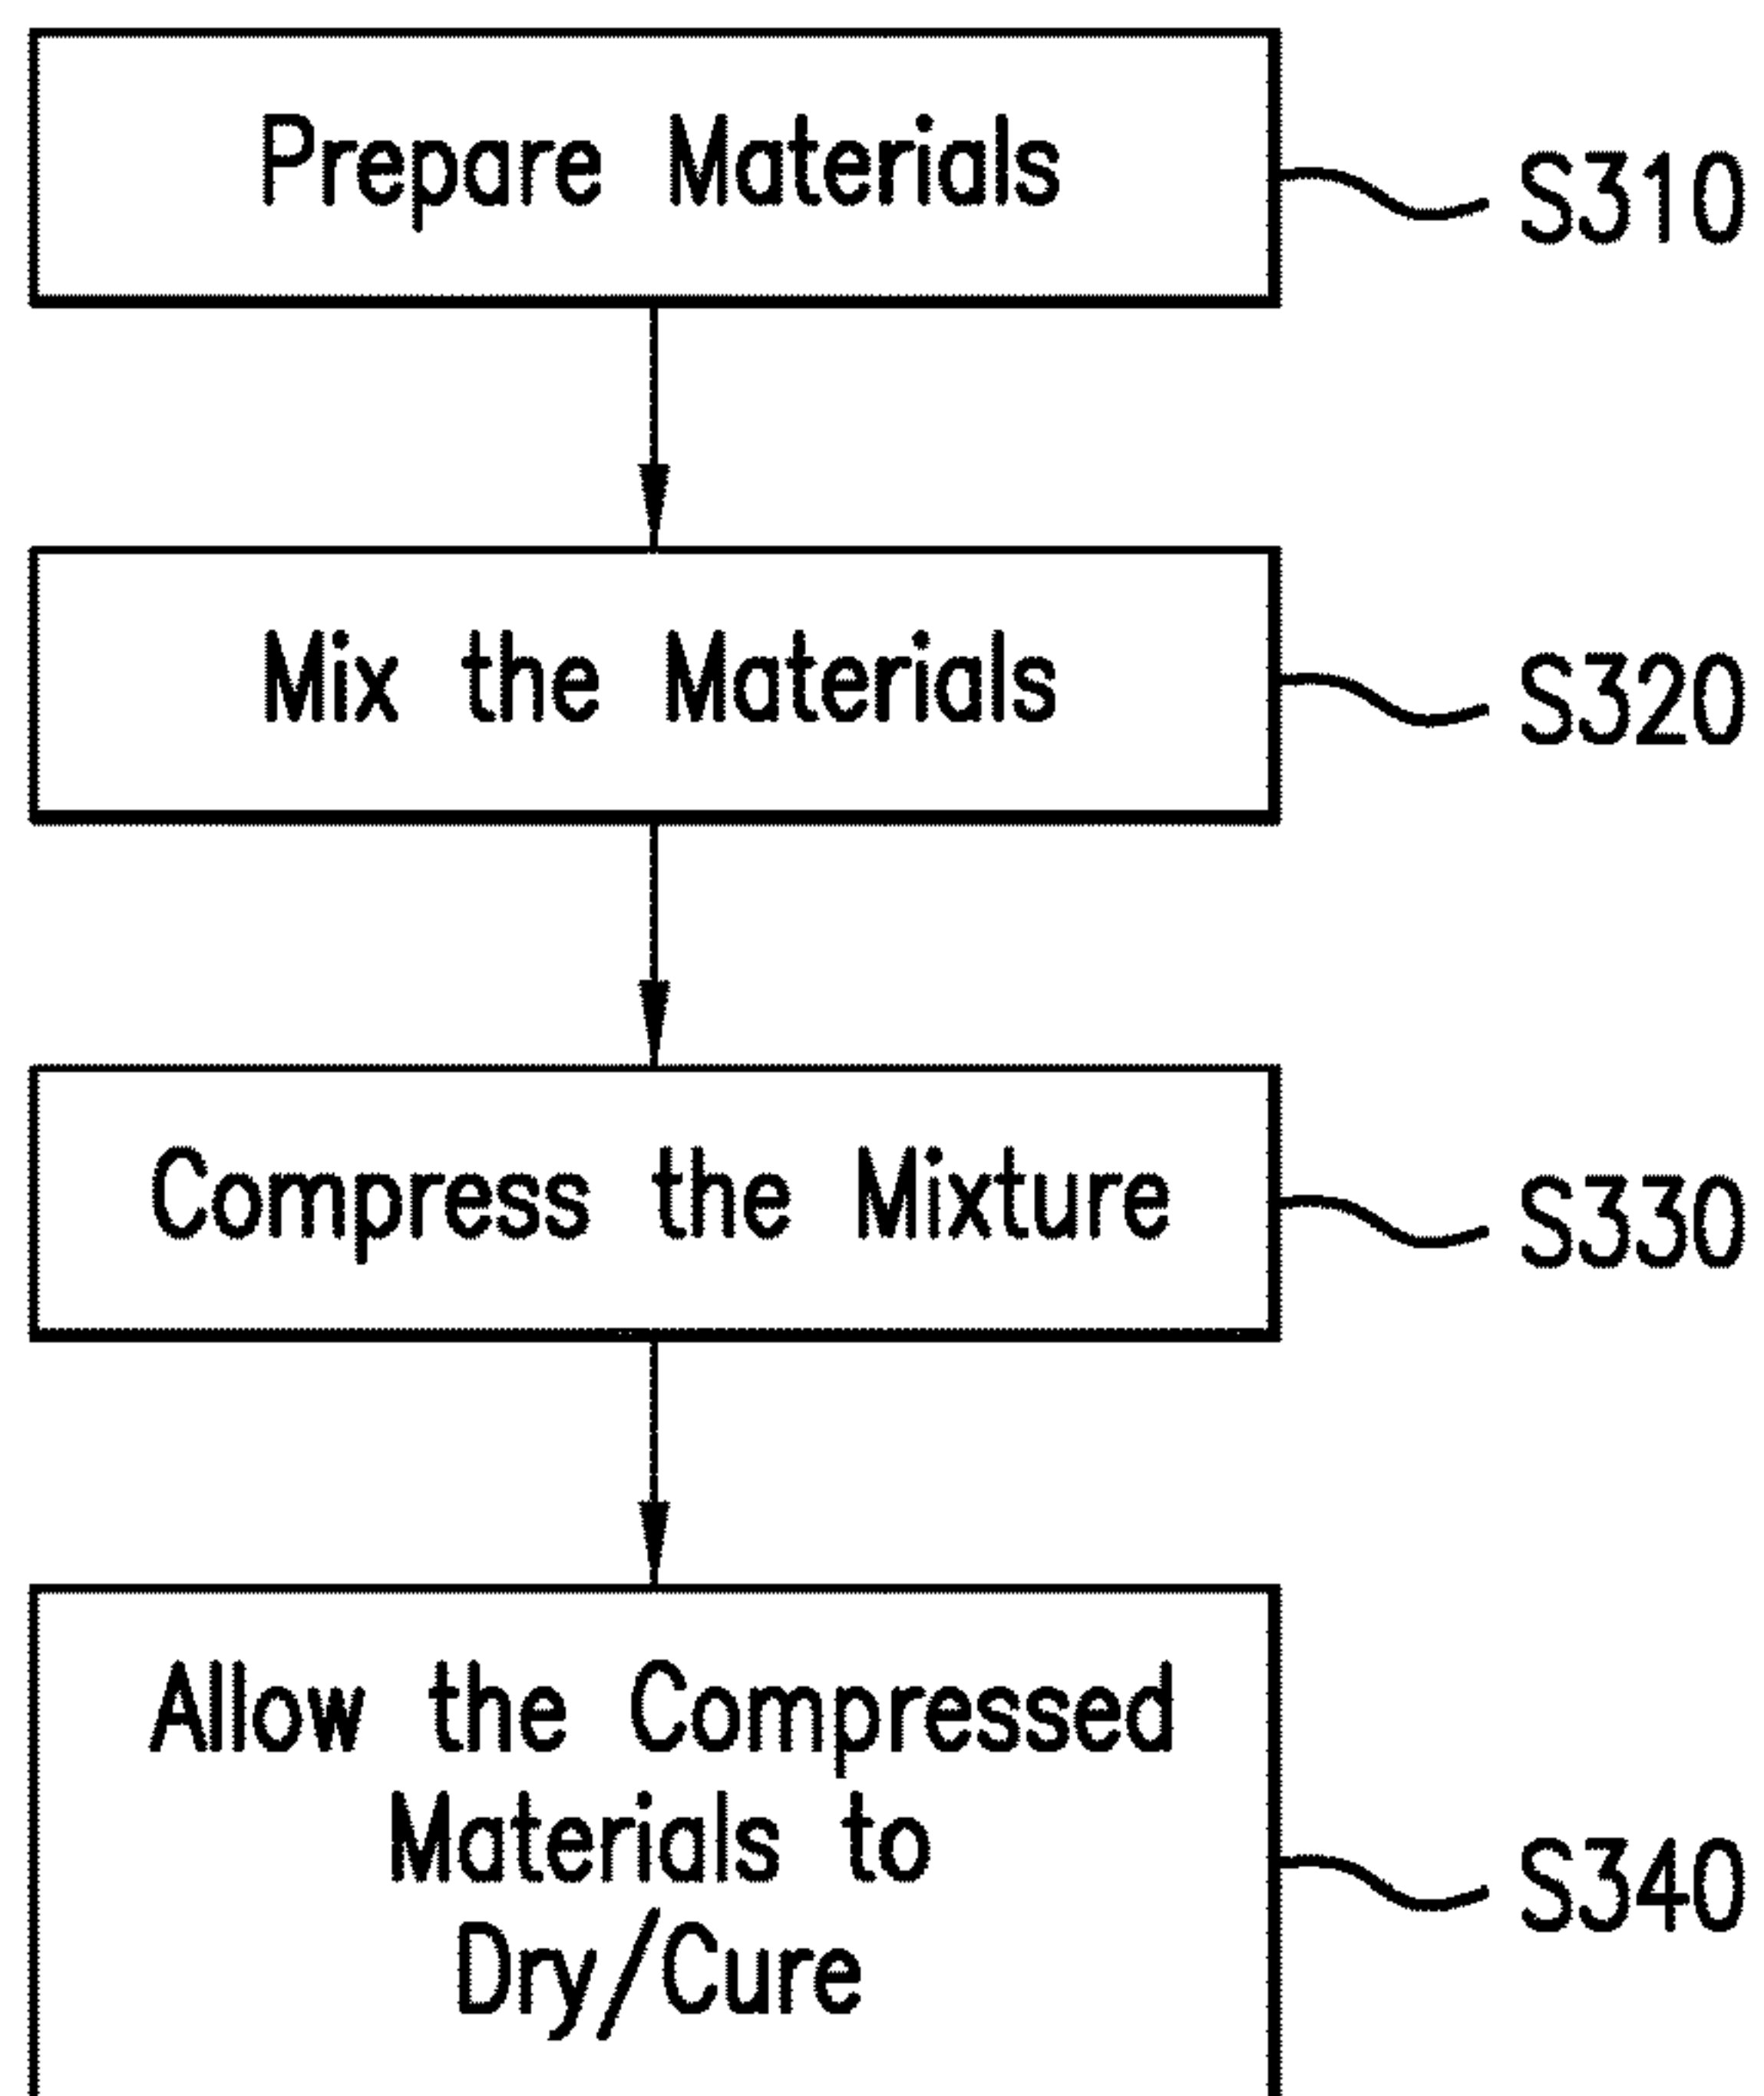 Prepare Materials
S310
Mix the Materials
S320
Compress the Mixture
S330
Allow the Compressed
Materials to
Dry/Cure
S340